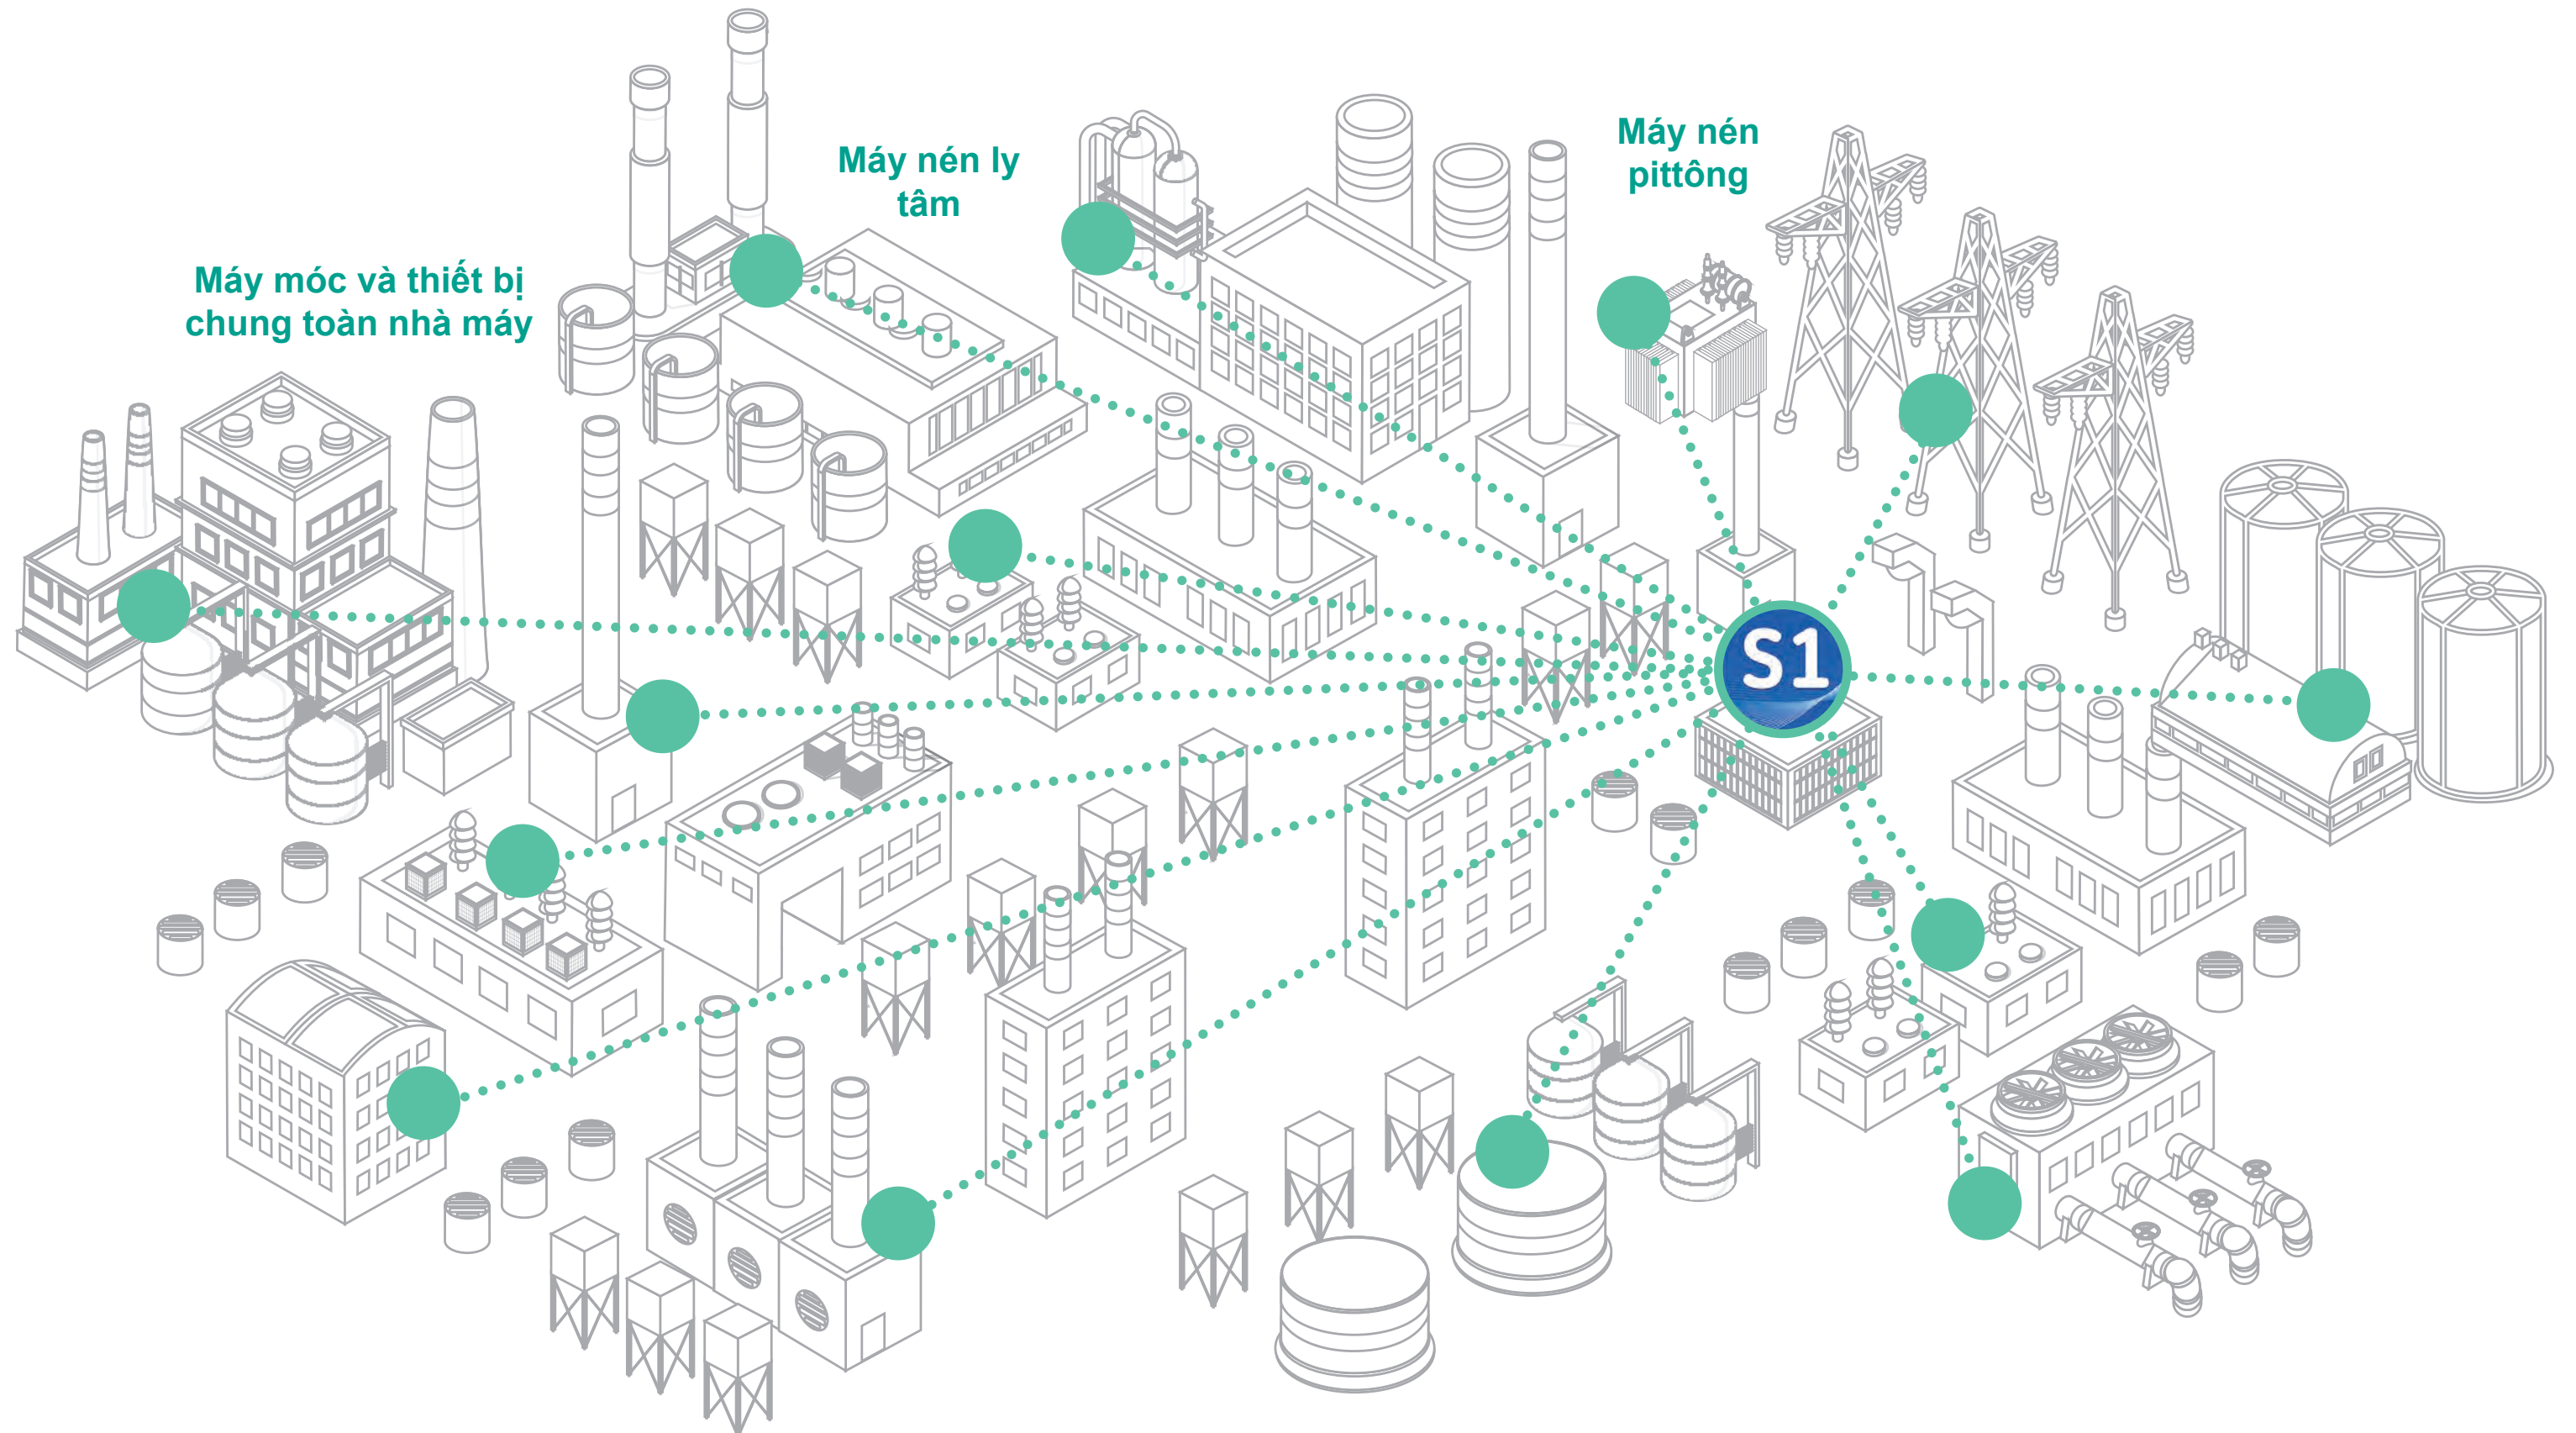 Máy móc và thiết bị
chung toàn nhà máy
Máy nén ly
tâm
Máy nén
pittông
S1